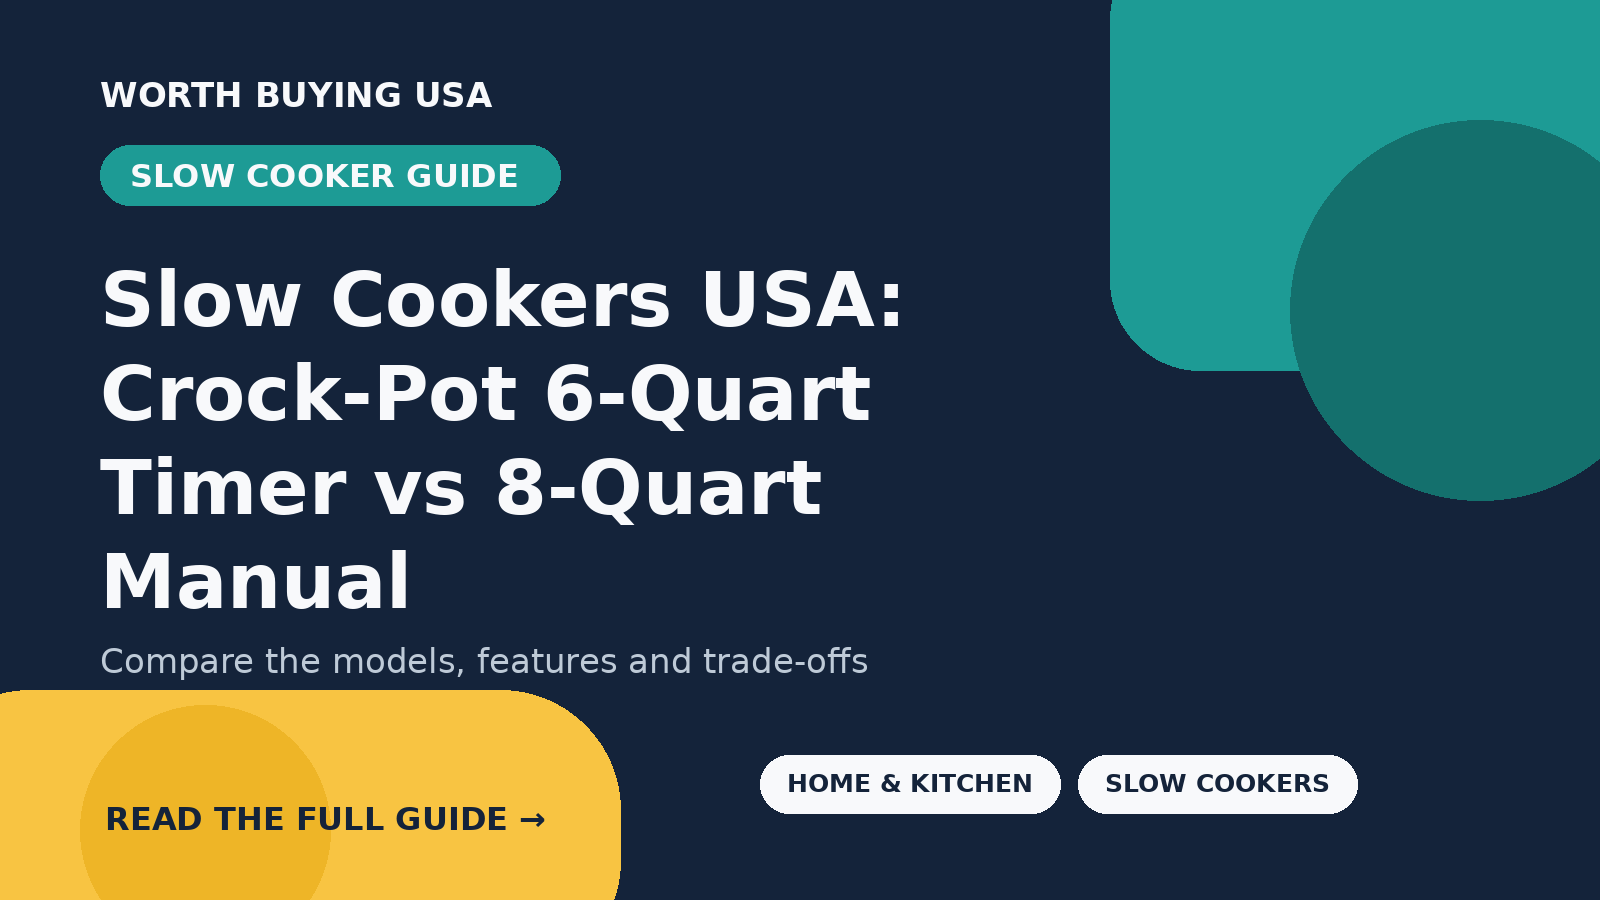 WORTH BUYING USA
SLOW COOKER GUIDE
Slow Cookers USA:
Crock-Pot 6-Quart
Timer vs 8-Quart
Manual
Compare the models, features and trade-offs
READ THE FULL GUIDE →
HOME & KITCHEN
SLOW COOKERS